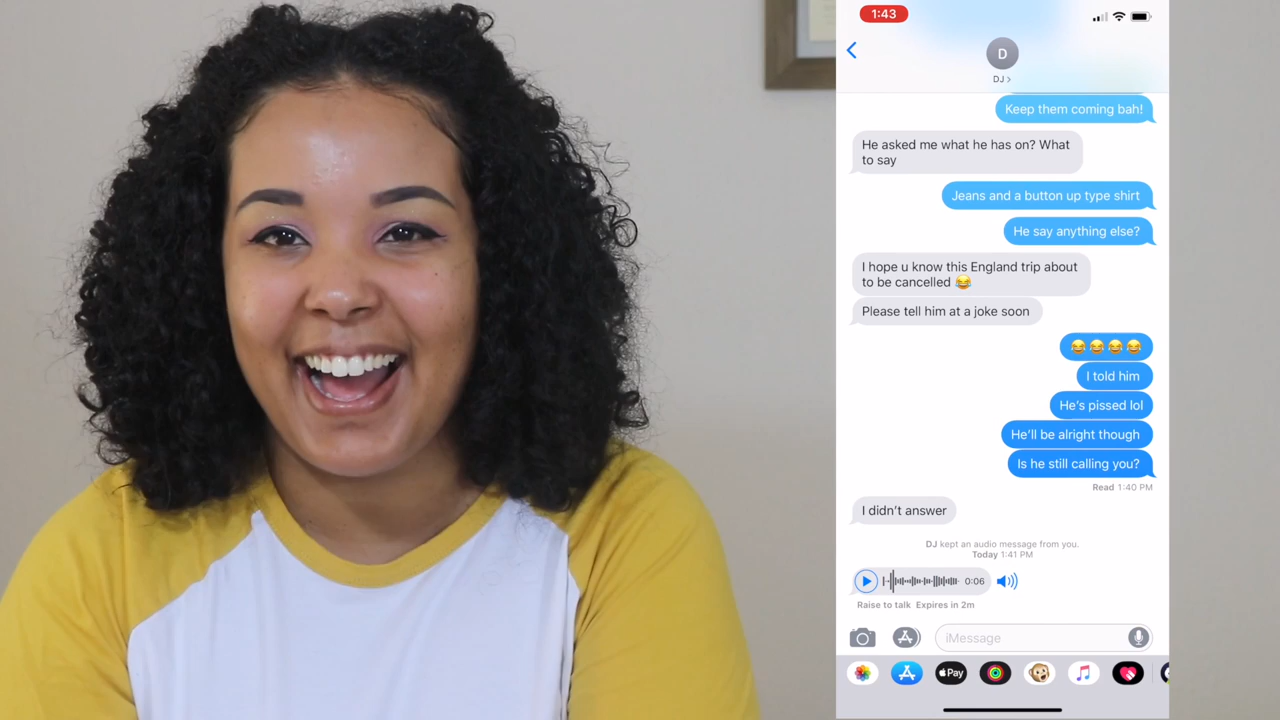 1:43
D
DJ >
Keep them coming bah!
He asked me what he has on? What
to say
Jeans and a button up type shirt
He say anything else?
I hope u know this England trip about
to be cancelled 😂
Please tell him at a joke soon
😂😂😂😂
I told him
He's pissed lol
He'll be alright though
Is he still calling you?
Read 1:40 PM
I didn't answer
DJ kept an audio message from you.
Today 1:41 PM
0:06
Raise to talk Expires in 2m
iMessage
Pay